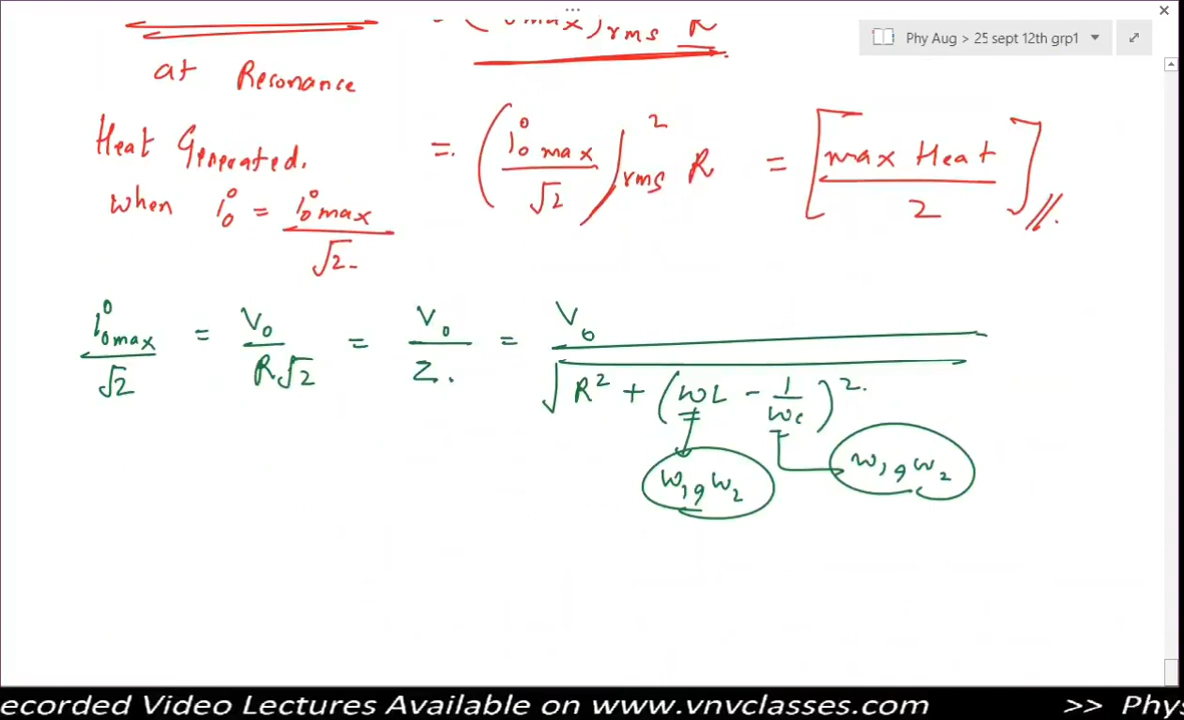 ...
Phy Aug > 25 sept 12th grp1
= (i₀max)rms R
at Resonance
Heat Generated. =. (i₀max/√2)²rms R = [max Heat/2]//.
when i₀ = i₀max/√2
i₀max/√2 = V₀/R√2 = V₀/Z. = V₀/√R² + (ωL - 1/ωc)².
ω₁, ω₂ ω₁, ω₂
ecorded Video Lectures Available on www.vnvclasses.com >> Phys